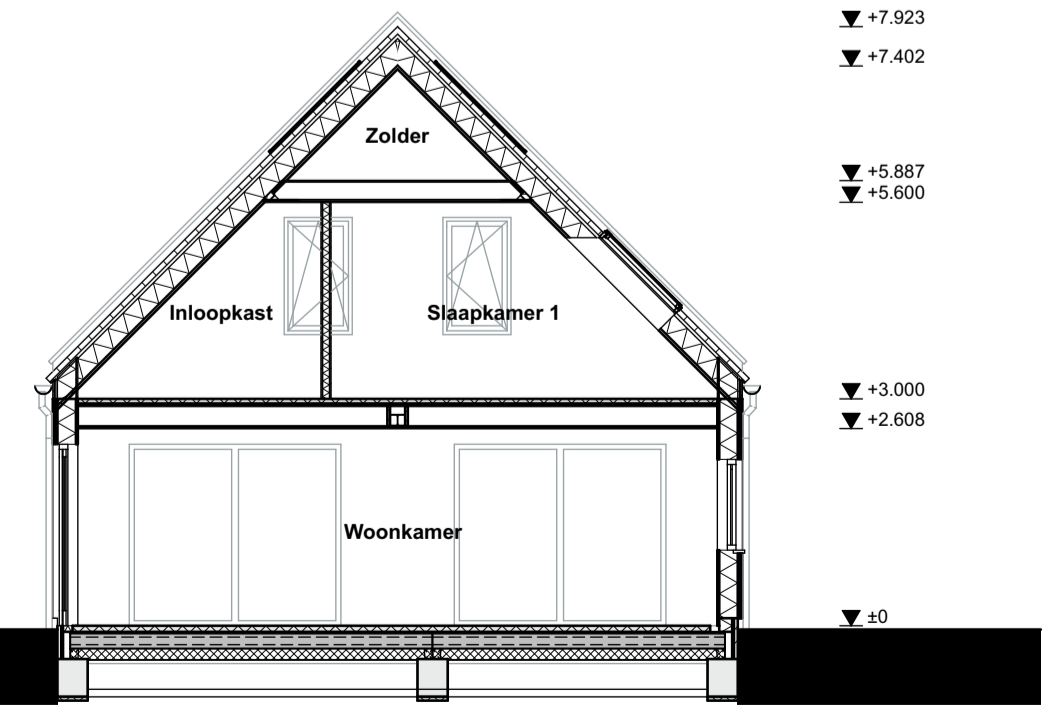 +7.923
+7.402
Zolder
+5.887
+5.600
Inloopkast
Slaapkamer 1
+3.000
+2.608
Woonkamer
±0